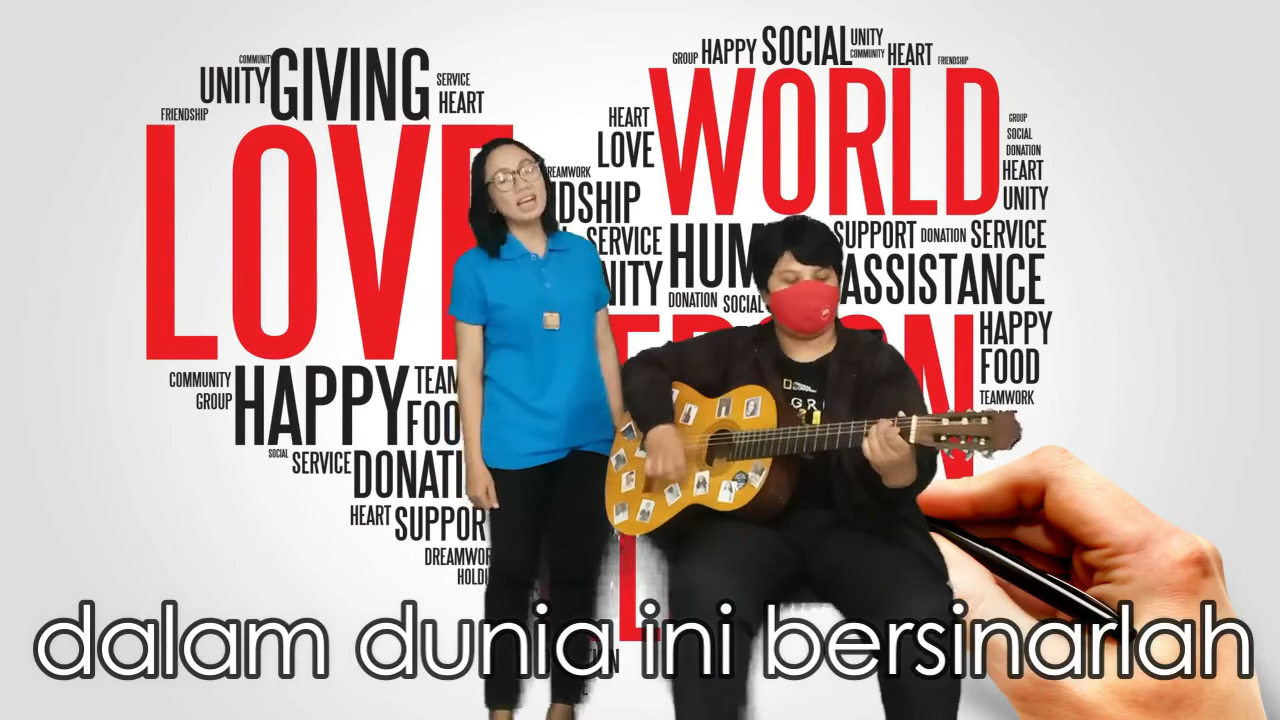 COMMUNITY
UNITY GIVING SERVICE
HEART
FRIENDSHIP
LOVE
COMMUNITY
GROUP
HAPPY
SOCIAL
SERVICE
HEART
GROUP HAPPY SOCIAL UNITY
COMMUNITY
HEART FRIENDSHIP
HEART
LOVE
WORLD
GROUP
SOCIAL
DONATION
HEART
UNITY
SERVICE
DONATION SOCIAL
SUPPORT DONATION SERVICE
ASSISTANCE
HAPPY
FOOD
TEAMWORK
dalam dunia ini bersinarlah